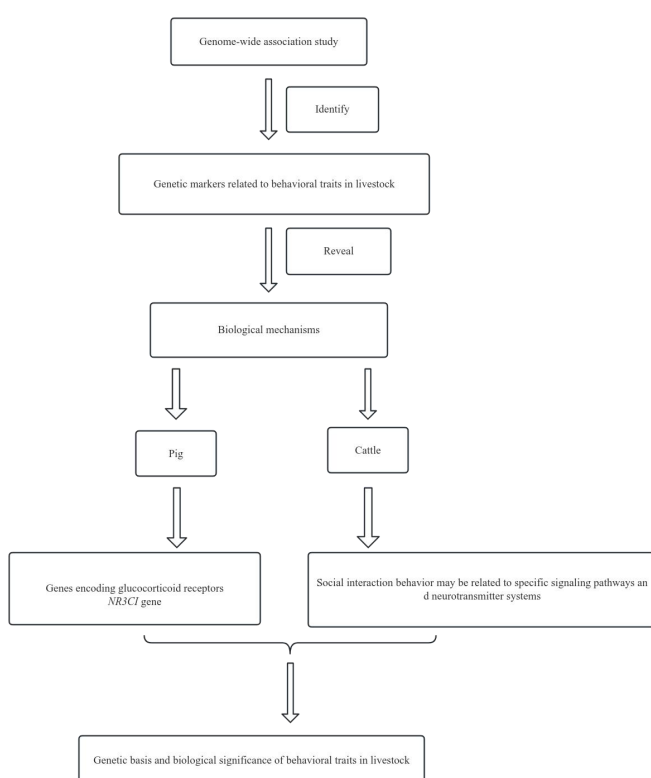 Genome-wide association study
Identify
Genetic markers related to behavioral traits in livestock
Reveal
Biological mechanisms
Pig
Cattle
Genes encoding glucocorticoid receptors
NR3CI gene
Social interaction behavior may be related to specific signaling pathways an
d neurotransmitter systems
Genetic basis and biological significance of behavioral traits in livestock